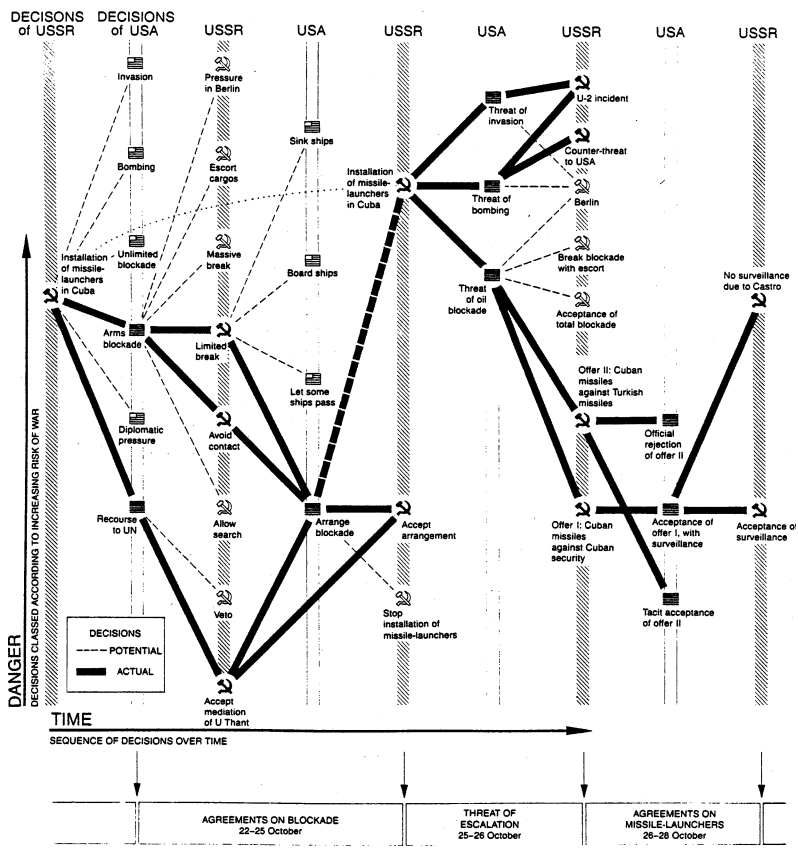 DECISONS
of USSR
DECISIONS
of USA
USSR
USA
USSR
USA
USSR
USA
USSR
Invasion
Bombing
Unlimited
blockade
Installation
of missile-
launchers
in Cuba
Arms
blockade
Diplomatic
pressure
Recourse
to UN
Pressure
in Berlin
Escort
cargos
Massive
break
Limited
break
Avoid
contact
Allow
search
Veto
Accept
mediation
of U Thant
Sink ships
Board ships
Let some
ships pass
Arrange
blockade
Installation
of missile-
launchers
in Cuba
Accept
arrangement
Stop
installation of
missile-launchers
Threat of
invasion
Threat of
bombing
Threat
of oil
blockade
U-2 incident
Counter-threat
to USA
Berlin
Break blockade
with escort
Acceptance of
total blockade
Offer II: Cuban
missiles
against Turkish
missiles
Offer I: Cuban
missiles
against Cuban
security
Official
rejection
of offer II
Acceptance of
offer I, with
surveillance
Tacit acceptance
of offer II
No surveillance
due to Castro
Acceptance of
surveillance
DANGER
DECISIONS CLASSED ACCORDING TO INCREASING RISK OF WAR
DECISIONS
POTENTIAL
ACTUAL
TIME
SEQUENCE OF DECISIONS OVER TIME
AGREEMENTS ON BLOCKADE
22–25 October
THREAT OF
ESCALATION
25–26 October
AGREEMENTS ON
MISSILE-LAUNCHERS
26–28 October